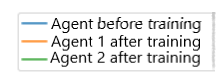 Agent before training
Agent 1 after training
Agent 2 after training